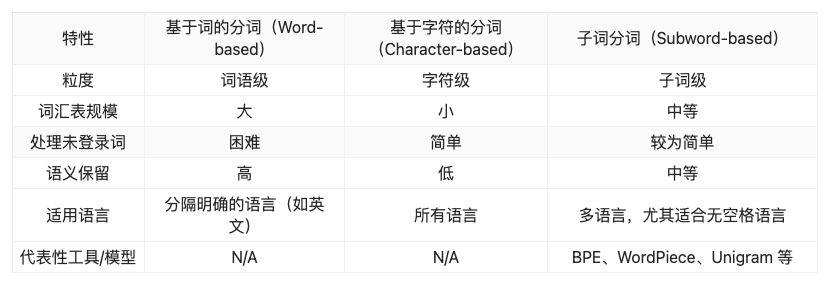 特性 基于词的分词（Word-based） 基于字符的分词（Character-based） 子词分词（Subword-based）
粒度 词语级 字符级 子词级
词汇表规模 大 小 中等
处理未登录词 困难 简单 较为简单
语义保留 高 低 中等
适用语言 分隔明确的语言（如英文） 所有语言 多语言，尤其适合无空格语言
代表性工具/模型 N/A N/A BPE、WordPiece、Unigram 等